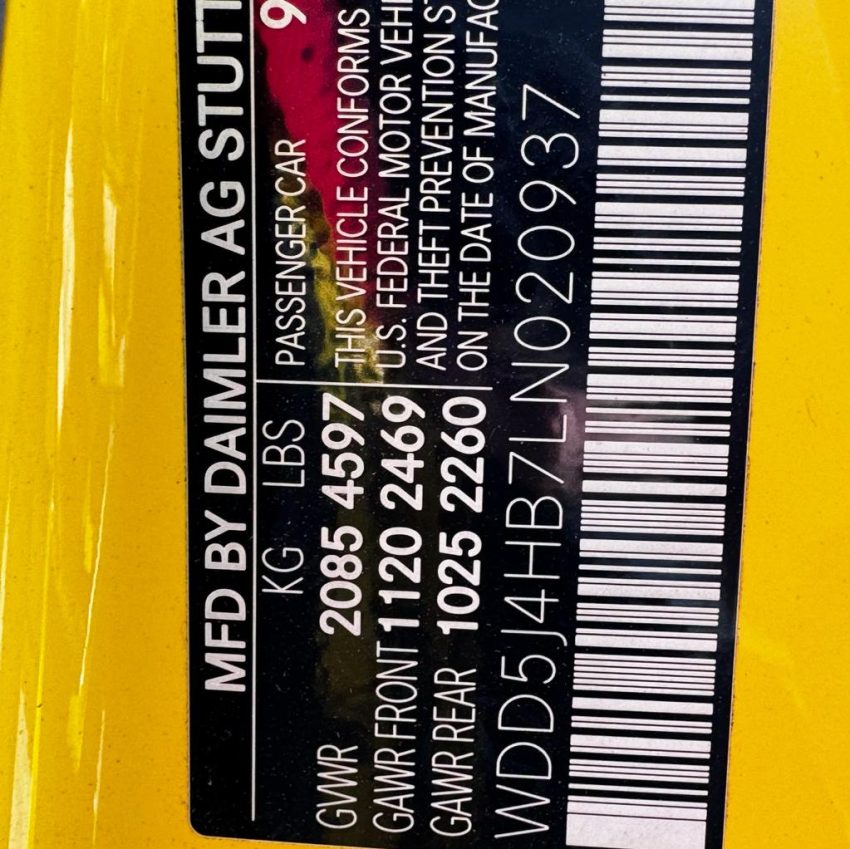 MFD BY DAIMLER AG STUTT
KG LBS PASSENGER CAR 9
GVWR 2085 4597 THIS VEHICLE CONFORMS
GAWR FRONT 1120 2469 U.S. FEDERAL MOTOR VEHI
GAWR REAR 1025 2260 AND THEFT PREVENTION ST
ON THE DATE OF MANUFAC
WDD5J4HB7LN020937